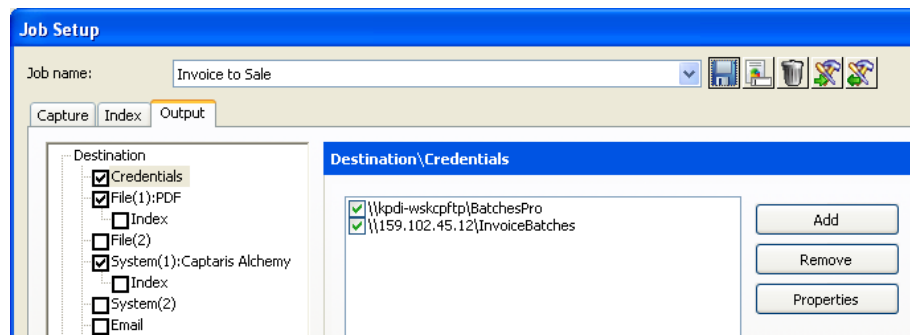 Job Setup
Job name: Invoice to Sale
Capture Index Output
Destination
Credentials
File(1):PDF
Index
File(2)
System(1):Captaris Alchemy
Index
System(2)
Email
Destination\Credentials
\\kpdi-wskcpftp\BatchesPro
\\159.102.45.12\InvoiceBatches
Add
Remove
Properties